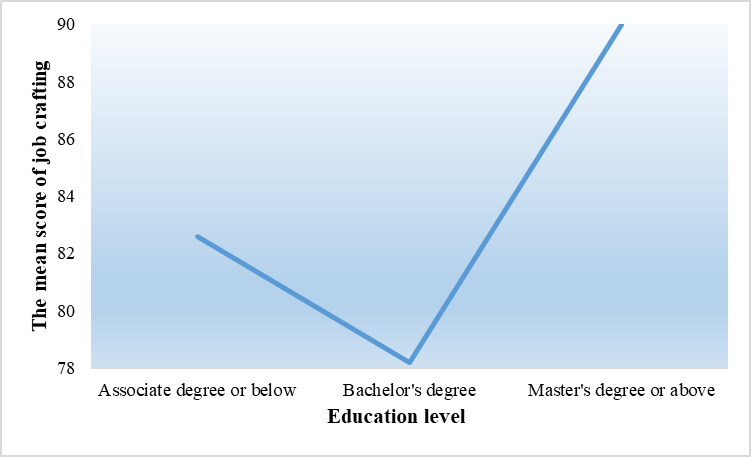 90
88
86
84
82
80
78
The mean score of job crafting
Associate degree or below
Bachelor's degree
Master's degree or above
Education level